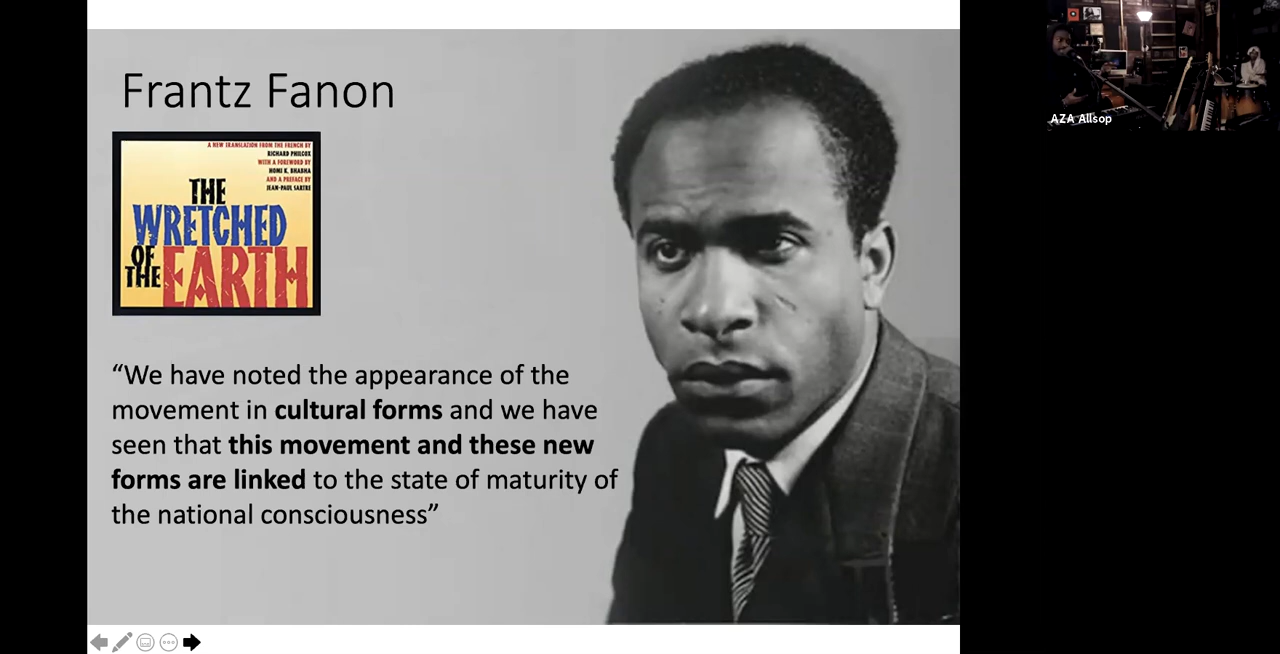 Frantz Fanon
A NEW TRANSLATION FROM THE FRENCH BY
RICHARD PHILCOX
WITH A FOREWORD BY
HOMI K. BHABHA
AND A PREFACE BY
JEAN-PAUL SARTRE
THE
WRETCHED
OF
THE EARTH
“We have noted the appearance of the
movement in cultural forms and we have
seen that this movement and these new
forms are linked to the state of maturity of
the national consciousness”
AZA Allsop